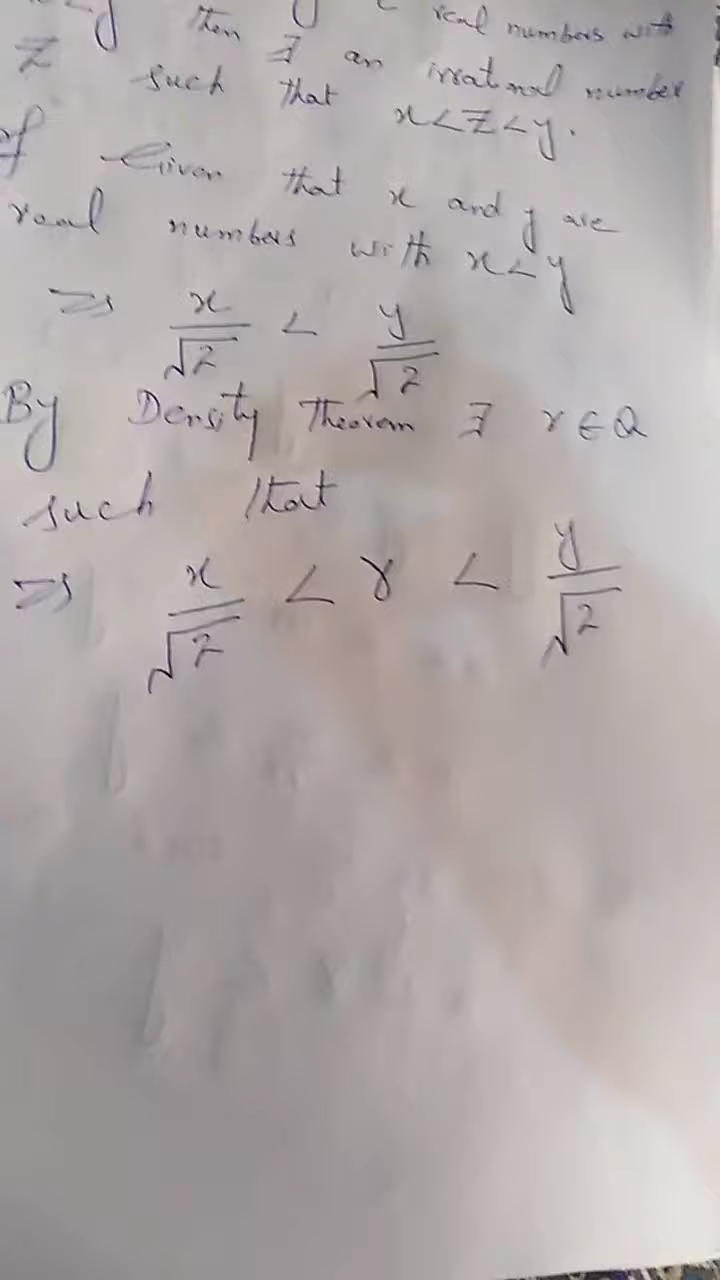 then real numbers with
Z such that ∃ an irrational number
x < Z < y.
Given that x and y are
real numbers with x < y
⇒ x/√2 < y/√2
By Density Theorem ∃ r ∈ Q
such that
⇒ x/√2 < r < y/√2